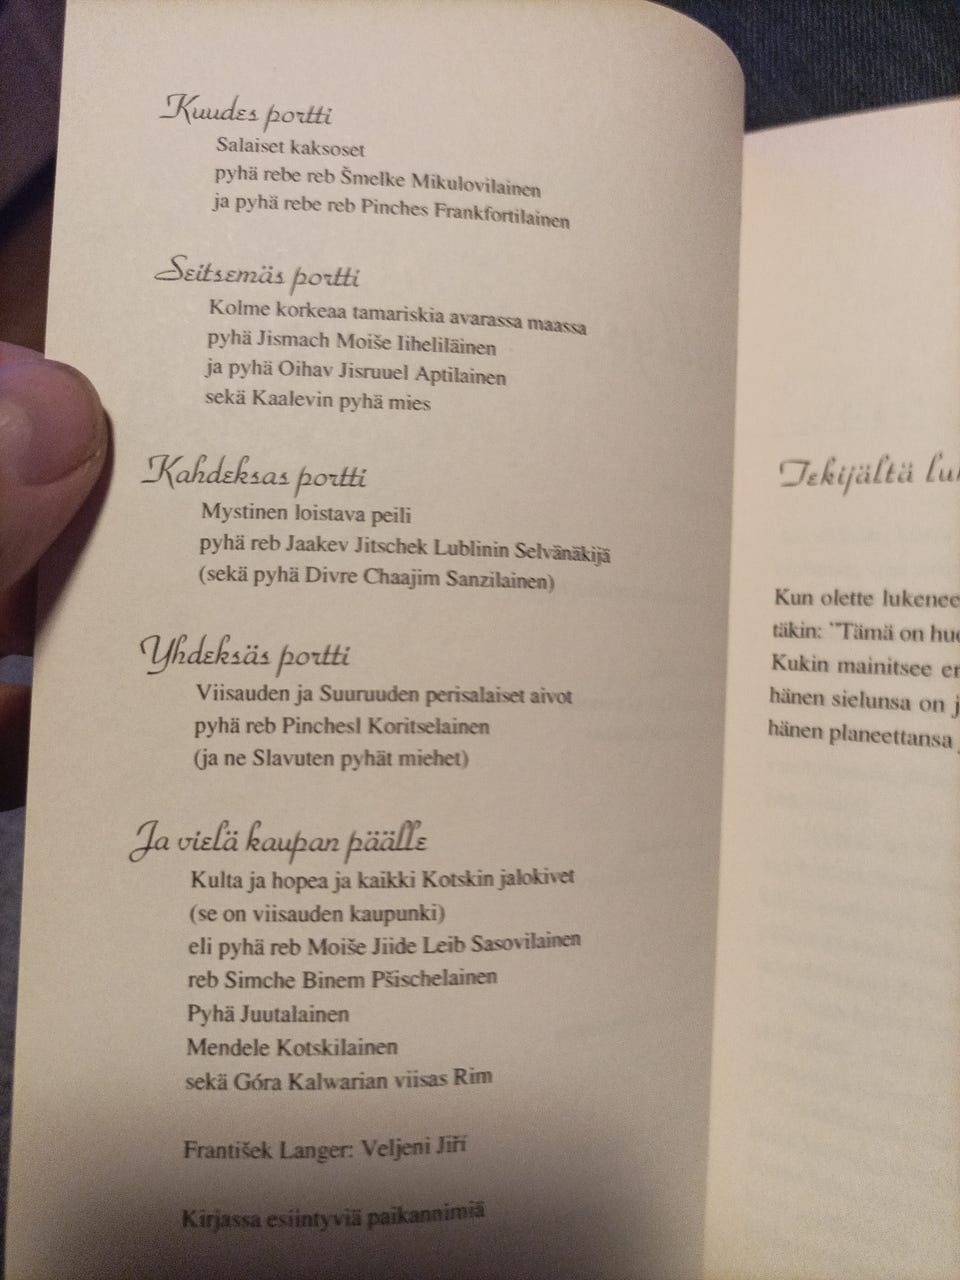 Kuudes portti
Salaiset kaksoset
pyhä rebe reb Šmelke Mikulovilainen
ja pyhä rebe reb Pinches Frankfortilainen
Seitsemäs portti
Kolme korkeaa tamariskia avarassa maassa
pyhä Jismach Moiše Iiheliläinen
ja pyhä Oihav Jisruuel Aptilainen
sekä Kaalevin pyhä mies
Kahdeksas portti
Mystinen loistava peili
pyhä reb Jaakev Jitschek Lublinin Selvänäkijä
(sekä pyhä Divre Chaajim Sanzilainen)
Yhdeksäs portti
Viisauden ja Suuruuden perisalaiset aivot
pyhä reb Pinchesl Koritselainen
(ja ne Slavuten pyhät miehet)
Ja vielä kaupan päälle
Kulta ja hopea ja kaikki Kotskin jalokivet
(se on viisauden kaupunki)
eli pyhä reb Moiše Jiide Leib Sasovilainen
reb Simche Binem Pšischelainen
Pyhä Juutalainen
Mendele Kotskilainen
sekä Góra Kalwarian viisas Rim
František Langer: Veljeni Jiří
Kirjassa esiintyviä paikannimiä
Tekijältä
Kun olette
täkin: "Tämä on
Kukin mainitsee
hänen sielunsa on
hänen planeettansa